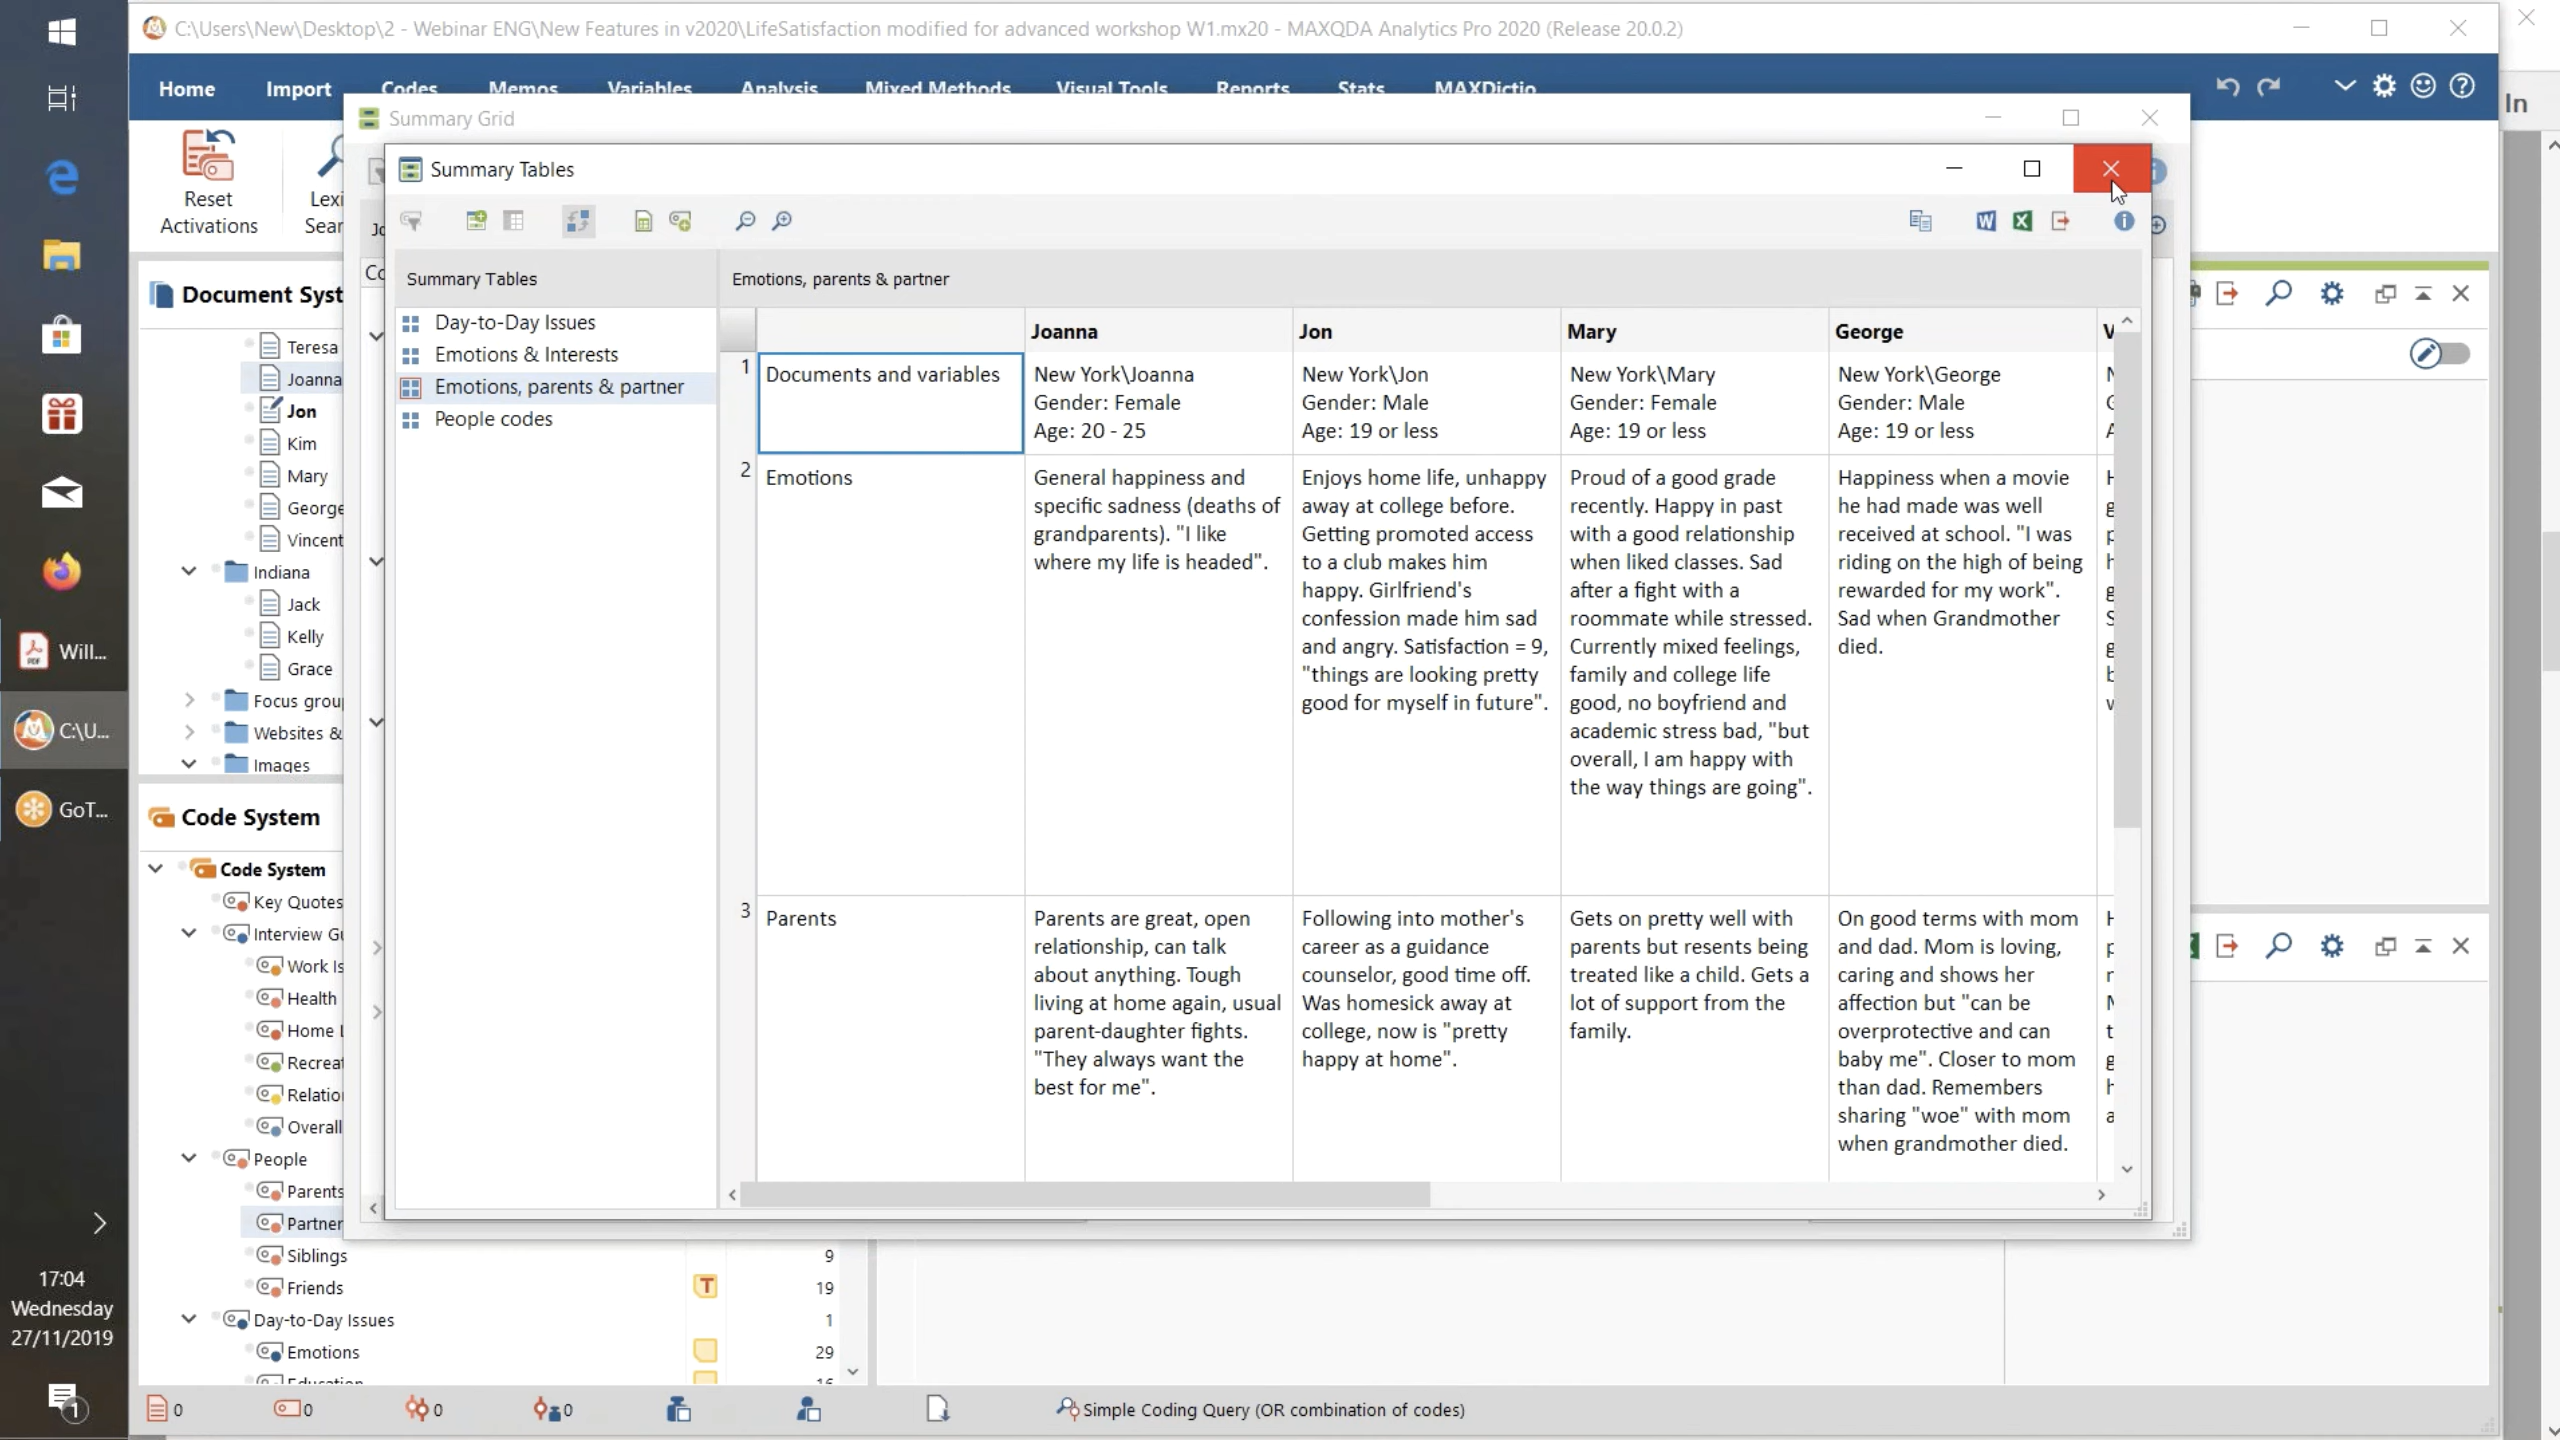 C:\Users\New\Desktop\2 - Webinar ENG\New Features in v2020\LifeSatisfaction modified for advanced workshop W1.mx20 - MAXQDA Analytics Pro 2020 (Release 20.0.2)
Home Import Codes Memos Variables Analysis Mixed Methods Visual Tools Reports Stats MAXDictio
In
Reset
Activations
Lexi
Sear
Summary Grid
Summary Tables
Document Syst
Teresa
Joanna
Jon
Kim
Mary
George
Vincent
Indiana
Jack
Kelly
Grace
Focus grou
Websites &
Images
Code System
Code System
Key Quotes
Interview Gu
Work Is
Health
Home L
Recreat
Relatio
Overall
People
Parents
Partner
Siblings 9
Friends 19
Day-to-Day Issues 1
Emotions 29
Summary Tables
Day-to-Day Issues
Emotions & Interests
Emotions, parents & partner
People codes
Emotions, parents & partner
Joanna Jon Mary George
1 Documents and variables
New York\Joanna
Gender: Female
Age: 20 - 25
New York\Jon
Gender: Male
Age: 19 or less
New York\Mary
Gender: Female
Age: 19 or less
New York\George
Gender: Male
Age: 19 or less
2 Emotions
General happiness and
specific sadness (deaths of
grandparents). "I like
where my life is headed".
Enjoys home life, unhappy
away at college before.
Getting promoted access
to a club makes him
happy. Girlfriend's
confession made him sad
and angry. Satisfaction = 9,
"things are looking pretty
good for myself in future".
Proud of a good grade
recently. Happy in past
with a good relationship
when liked classes. Sad
after a fight with a
roommate while stressed.
Currently mixed feelings,
family and college life
good, no boyfriend and
academic stress bad, "but
overall, I am happy with
the way things are going".
Happiness when a movie
he had made was well
received at school. "I was
riding on the high of being
rewarded for my work".
Sad when Grandmother
died.
3 Parents
Parents are great, open
relationship, can talk
about anything. Tough
living at home again, usual
parent-daughter fights.
"They always want the
best for me".
Following into mother's
career as a guidance
counselor, good time off.
Was homesick away at
college, now is "pretty
happy at home".
Gets on pretty well with
parents but resents being
treated like a child. Gets a
lot of support from the
family.
On good terms with mom
and dad. Mom is loving,
caring and shows her
affection but "can be
overprotective and can
baby me". Closer to mom
than dad. Remembers
sharing "woe" with mom
when grandmother died.
Will...
C:\U...
GoT...
17:04
Wednesday
27/11/2019
1
0 0 0 0
Simple Coding Query (OR combination of codes)